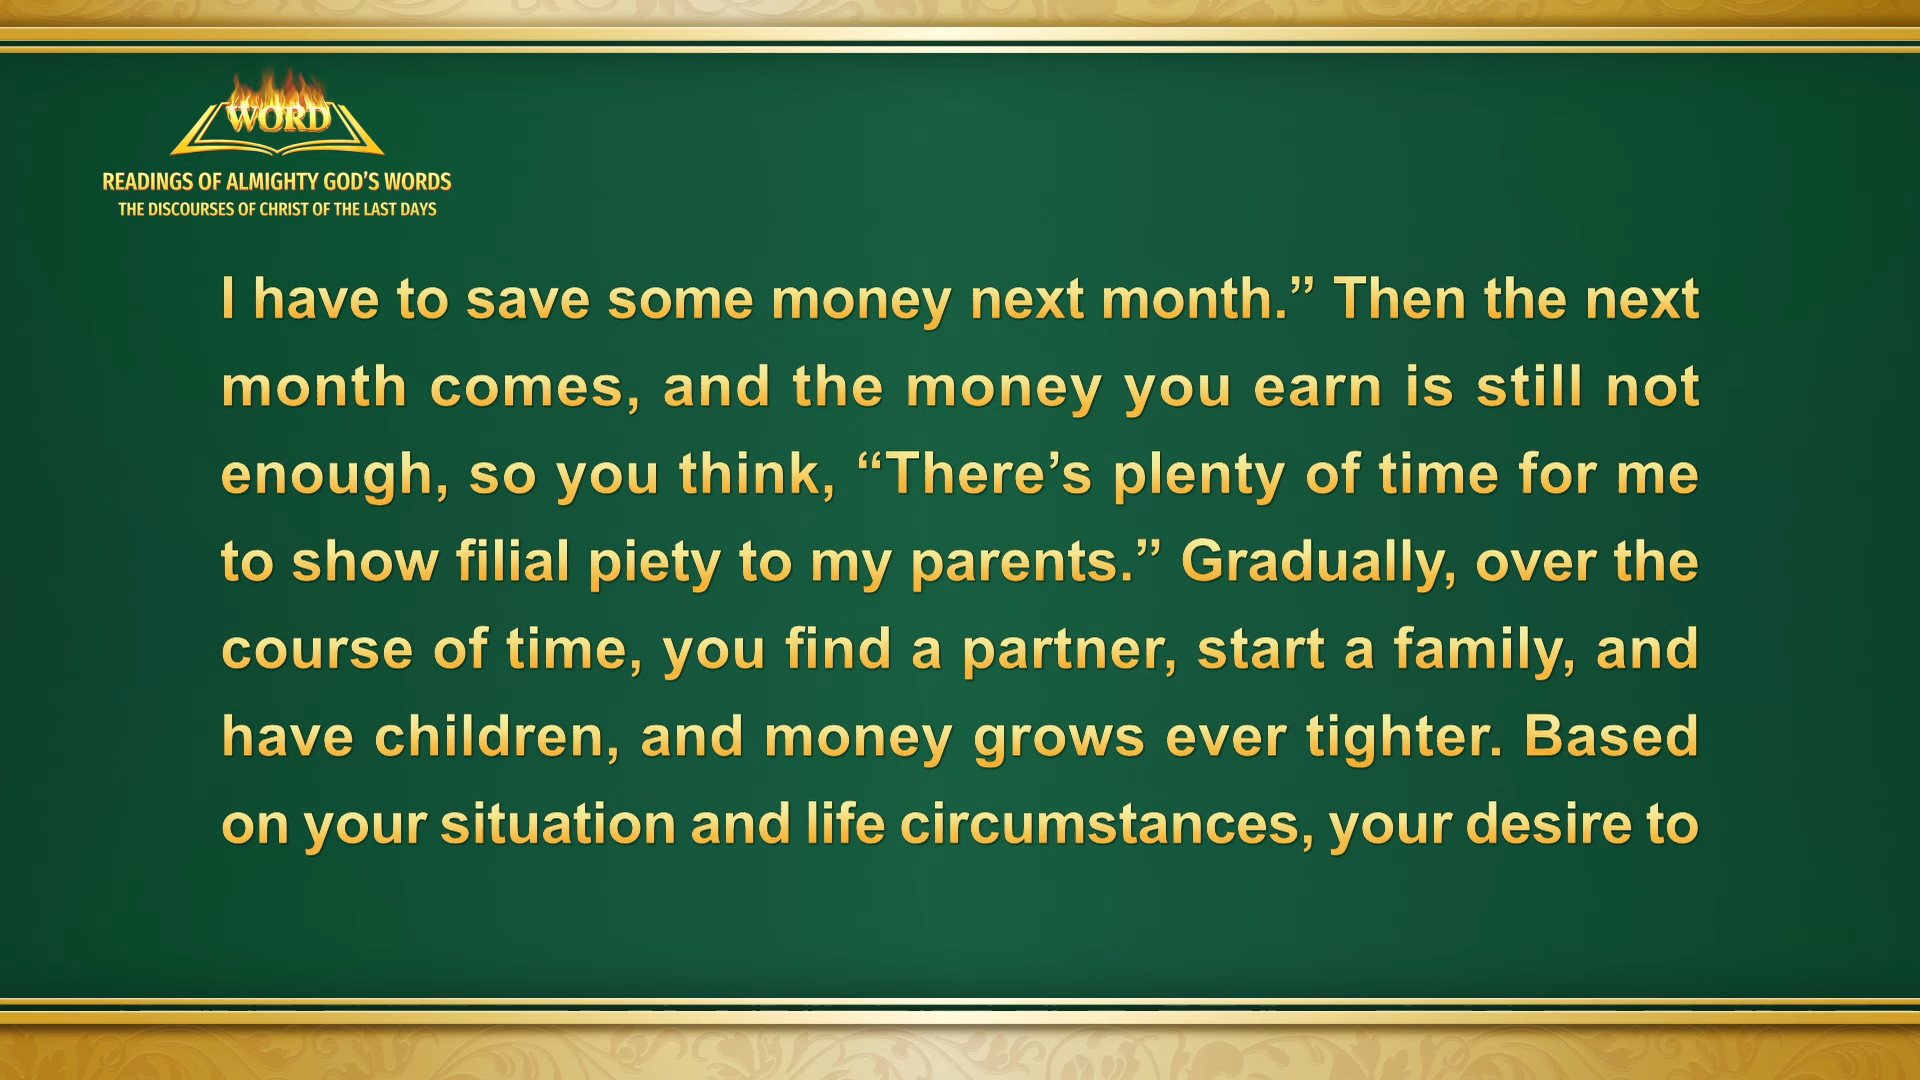 WORD
READINGS OF ALMIGHTY GOD'S WORDS
THE DISCOURSES OF CHRIST OF THE LAST DAYS
I have to save some money next month.” Then the next
month comes, and the money you earn is still not
enough, so you think, “There’s plenty of time for me
to show filial piety to my parents.” Gradually, over the
course of time, you find a partner, start a family, and
have children, and money grows ever tighter. Based
on your situation and life circumstances, your desire to